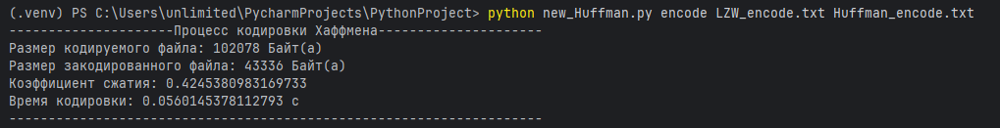 (.venv) PS C:\Users\unlimited\PycharmProjects\PythonProject> python new_Huffman.py encode LZW_encode.txt Huffman_encode.txt
--------------------Процесс кодировки Хаффмена--------------------
Размер кодируемого файла: 102078 Байт(а)
Размер закодированного файла: 43336 Байт(а)
Коэффициент сжатия: 0.4245380983169733
Время кодировки: 0.0560145378112793 с
------------------------------------------------------------------